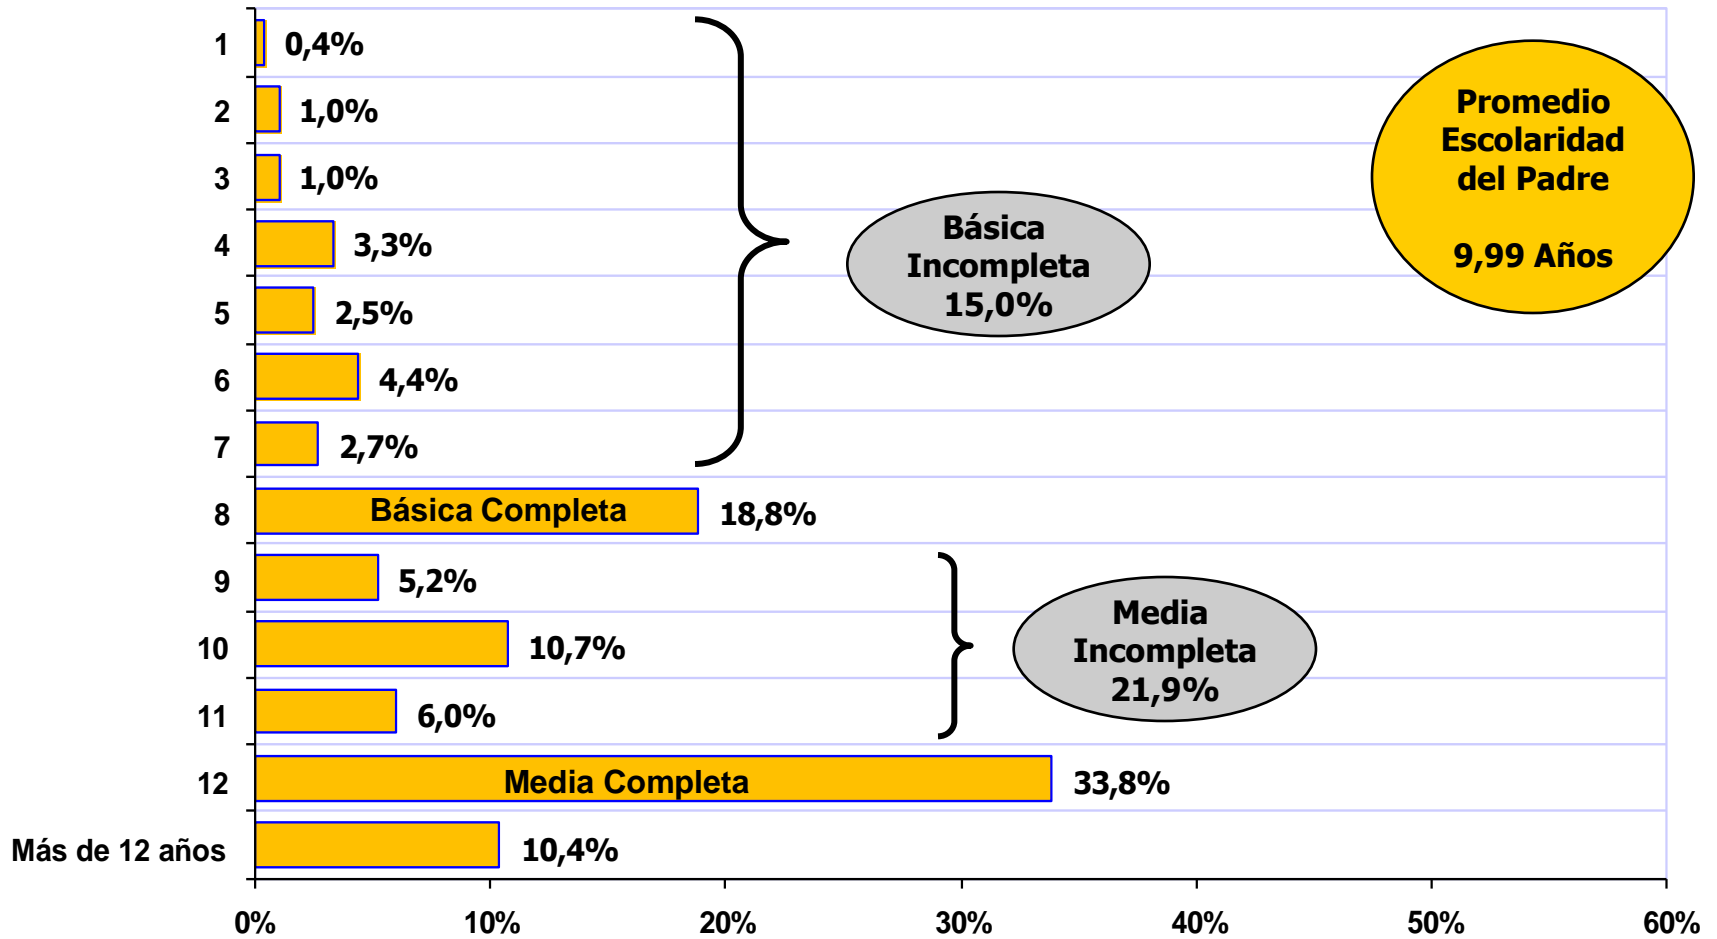 1 0,4%
2 1,0%
3 1,0%
4 3,3%
5 2,5%
6 4,4%
7 2,7%
8 Básica Completa 18,8%
9 5,2%
10 10,7%
11 6,0%
12 Media Completa 33,8%
Más de 12 años 10,4%
0% 10% 20% 30% 40% 50% 60%
Básica
Incompleta
15,0%
Media
Incompleta
21,9%
Promedio
Escolaridad
del Padre
9,99 Años